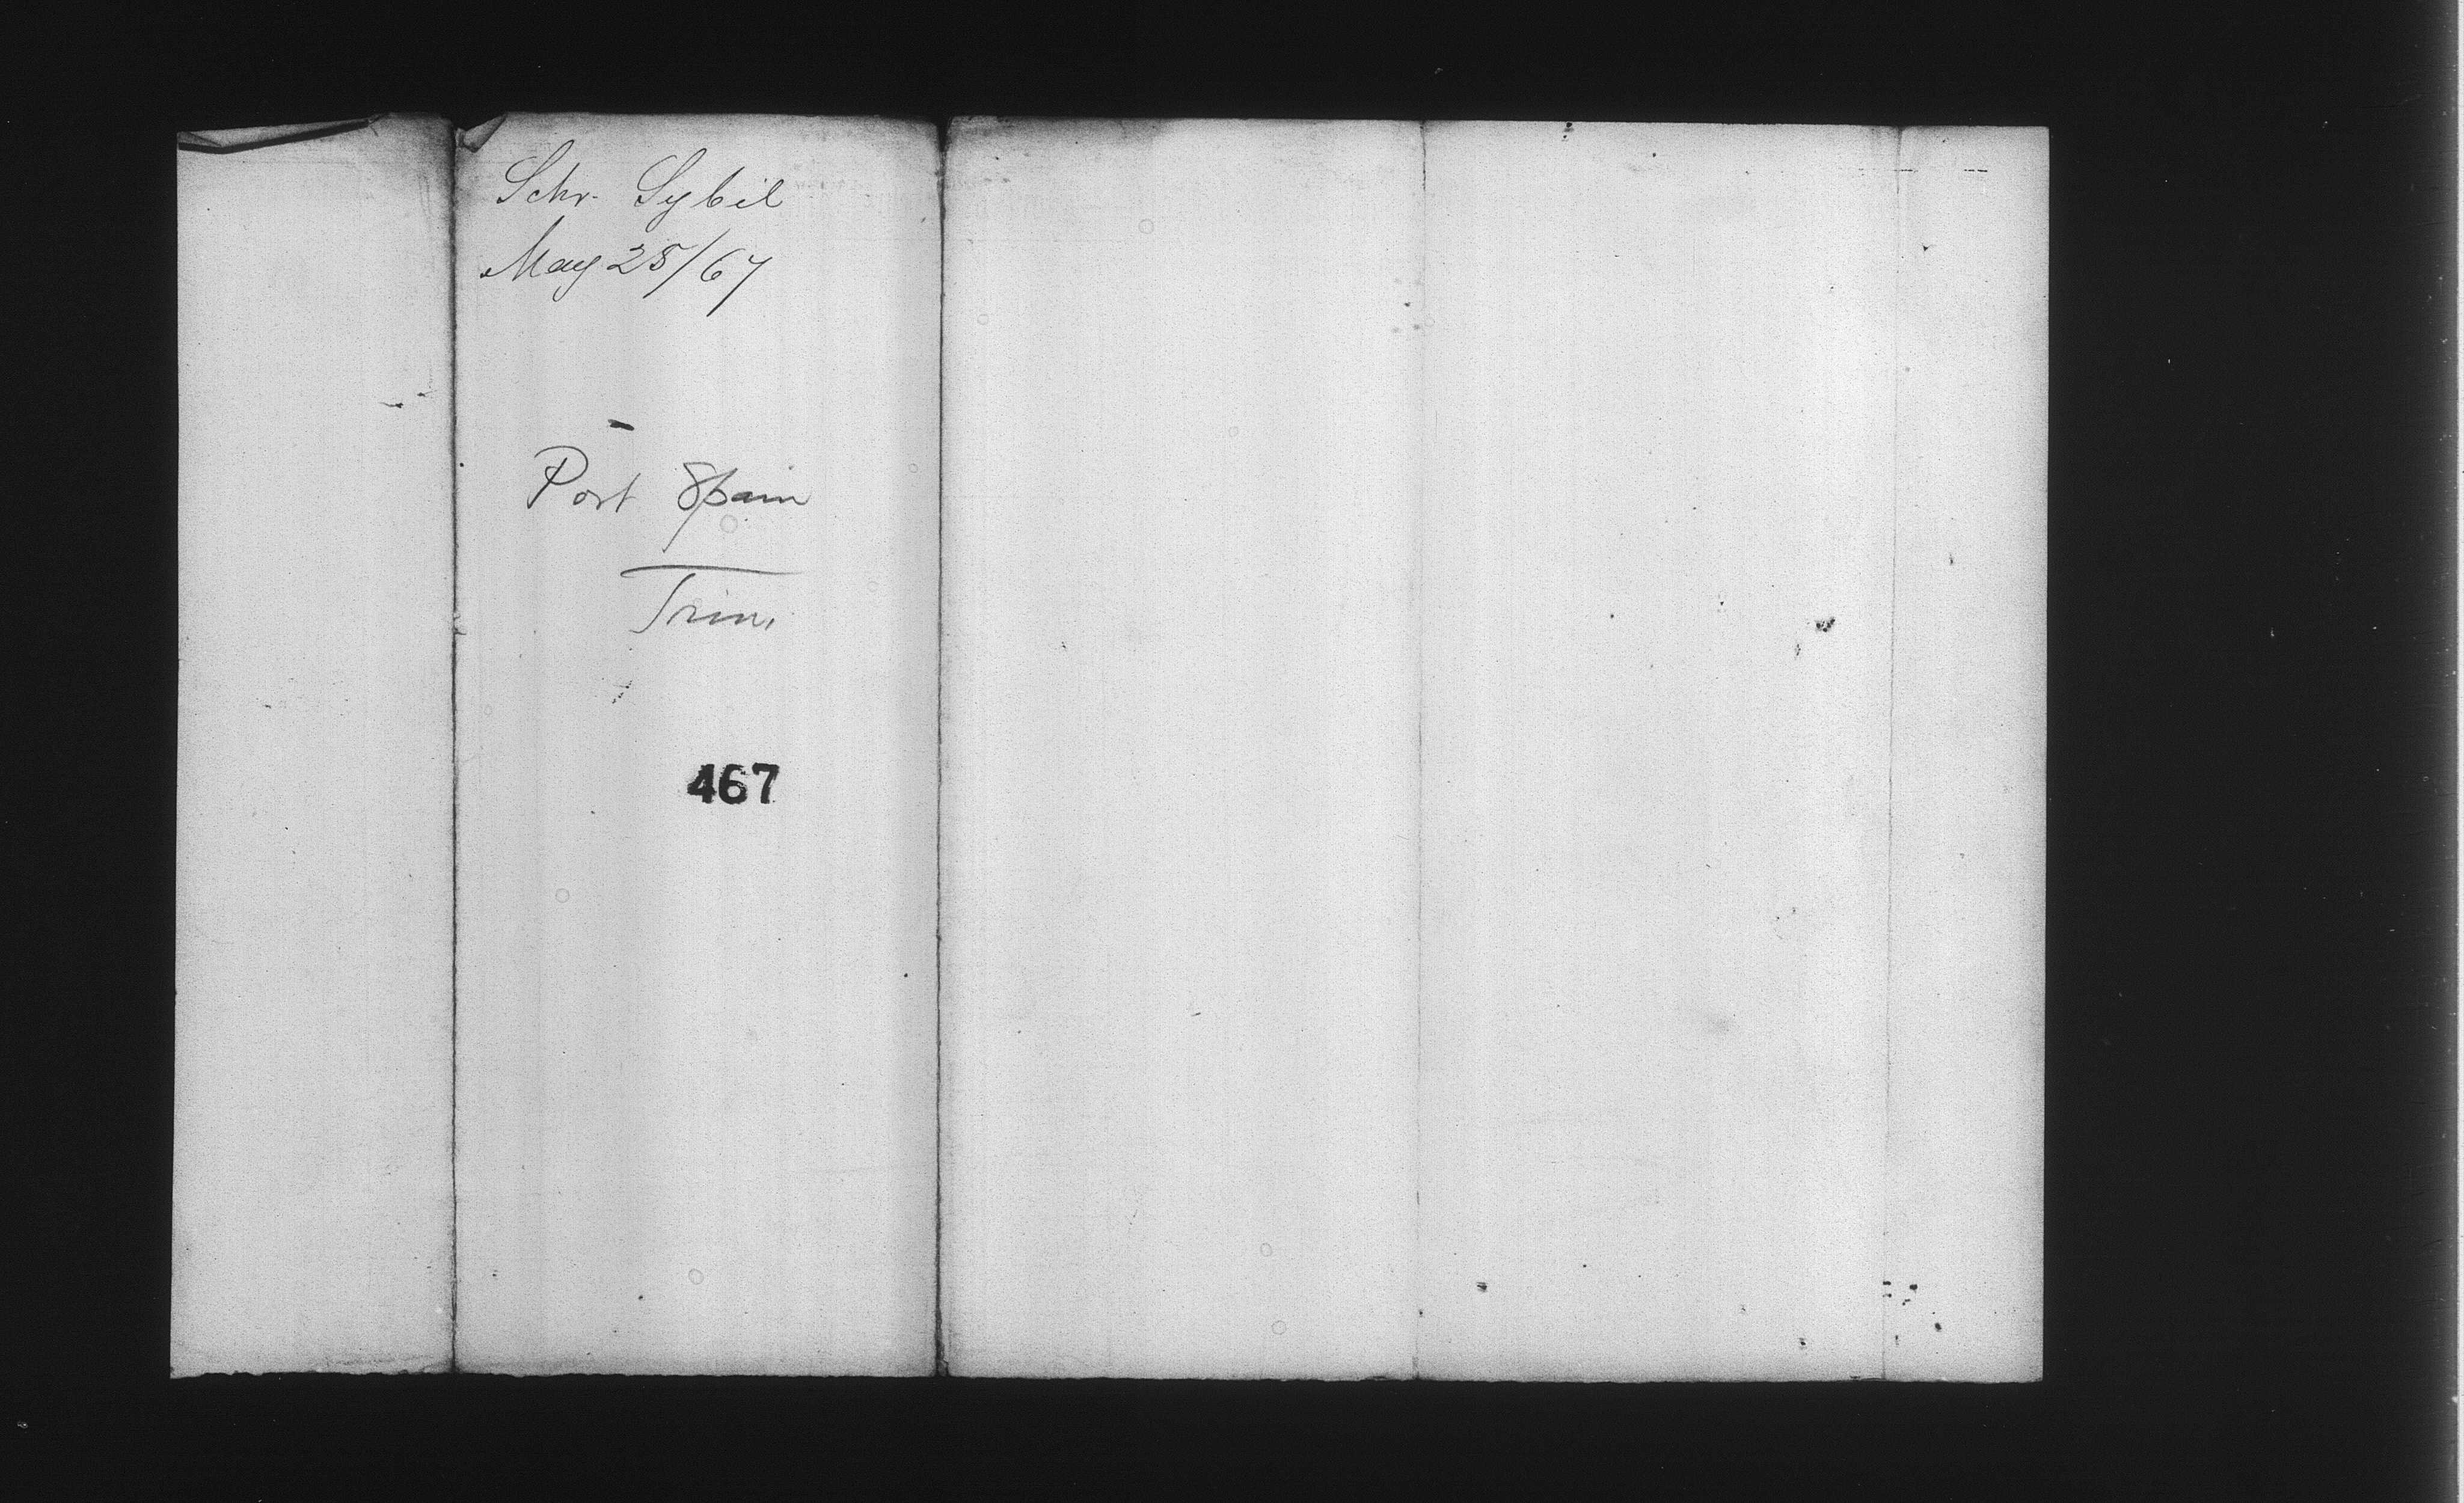 Schr. Sybil
May 25/67
Port Spain
Trin.
467